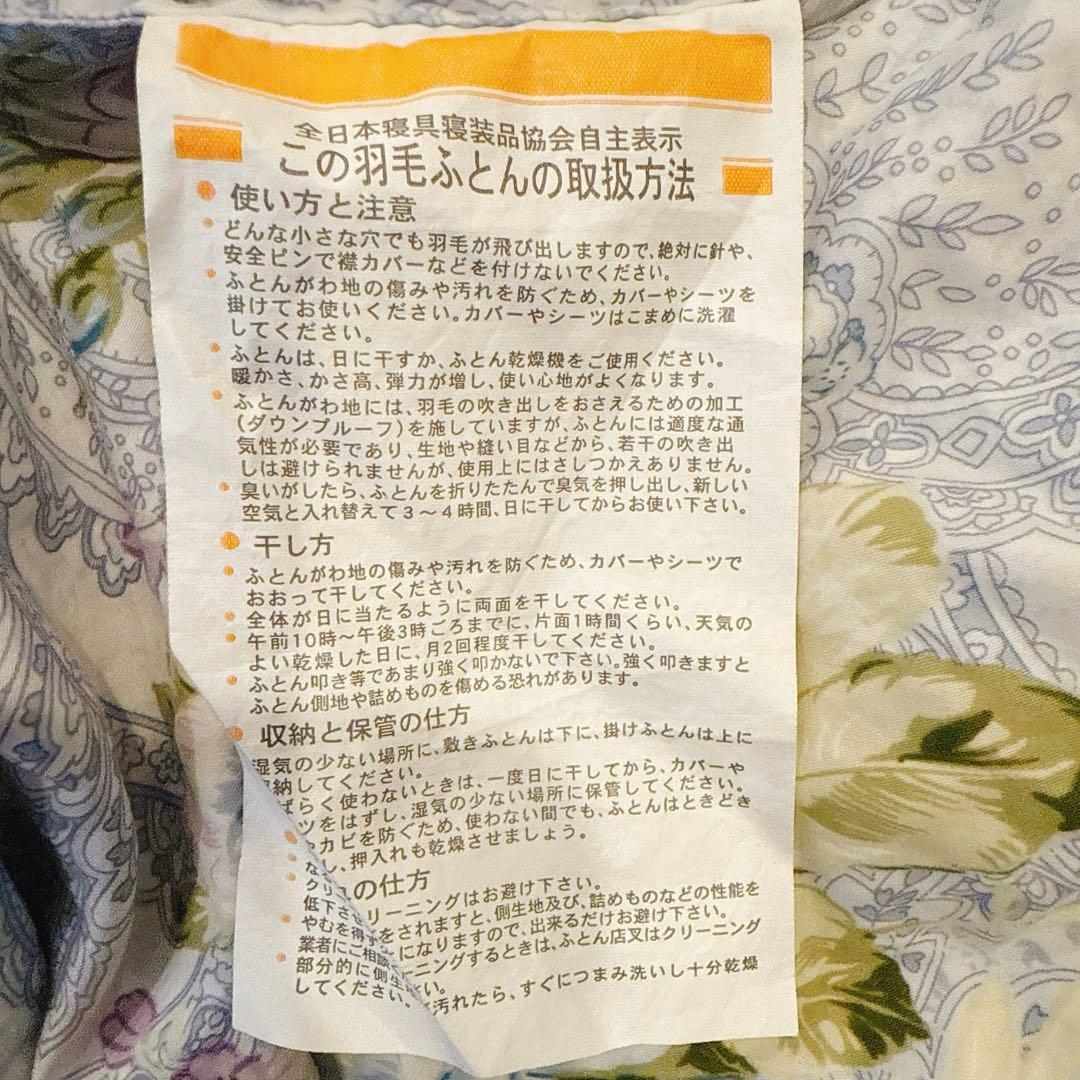 全日本寝具寝装品協会自主表示
この羽毛ふとんの取扱方法
● 使い方と注意
• どんな小さな穴でも羽毛が飛び出しますので、絶対に針や、
安全ピンで襟カバーなどを付けないでください。
• ふとんがわ地の傷みや汚れを防ぐため、カバーやシーツを
掛けてお使いください。カバーやシーツはこまめに洗濯
してください。
• ふとんは、日に干すか、ふとん乾燥機をご使用ください。
暖かさ、かさ高、弾力が増し、使い心地がよくなります。
• ふとんがわ地には、羽毛の吹き出しをおさえるための加工
(ダウンプルーフ)を施していますが、ふとんには適度な通
気性が必要であり、生地や縫い目などから、若干の吹き出
しは避けられませんが、使用上にはさしつかえありません。
• 臭いがしたら、ふとんを折りたたんで臭気を押し出し、新しい
空気と入れ替えて3～4時間、日に干してからお使い下さい。
● 干し方
• ふとんがわ地の傷みや汚れを防ぐため、カバーやシーツで
おおって干してください。
• 全体が日に当たるように両面を干してください。
• 午前10時～午後3時ごろまでに、片面1時間くらい、天気の
よい乾燥した日に、月2回程度干してください。
• ふとん叩き等であまり強く叩かないで下さい。強く叩きますと
ふとん側地や詰めものを傷める恐れがあります。
● 収納と保管の仕方
湿気の少ない場所に、敷きふとんは下に、掛けふとんは上に
納してください。
ばらく使わないときは、一度日に干してから、カバーや
ツをはずし、湿気の少ない場所に保管してください。
カビを防ぐため、使わない間でも、ふとんはときどき
し、押入れも乾燥させましょう。
の仕方
リーニングはお避け下さい。
をされますと、側生地及び、詰めものなどの性能を
低下させ
になりますので、出来るだけお避け下さい。
やむを得ず
ーニングするときは、ふとん店又はクリーニング
業者にご相談
い。
部分的に側生
汚れたら、すぐにつまみ洗いし十分乾燥
してください。